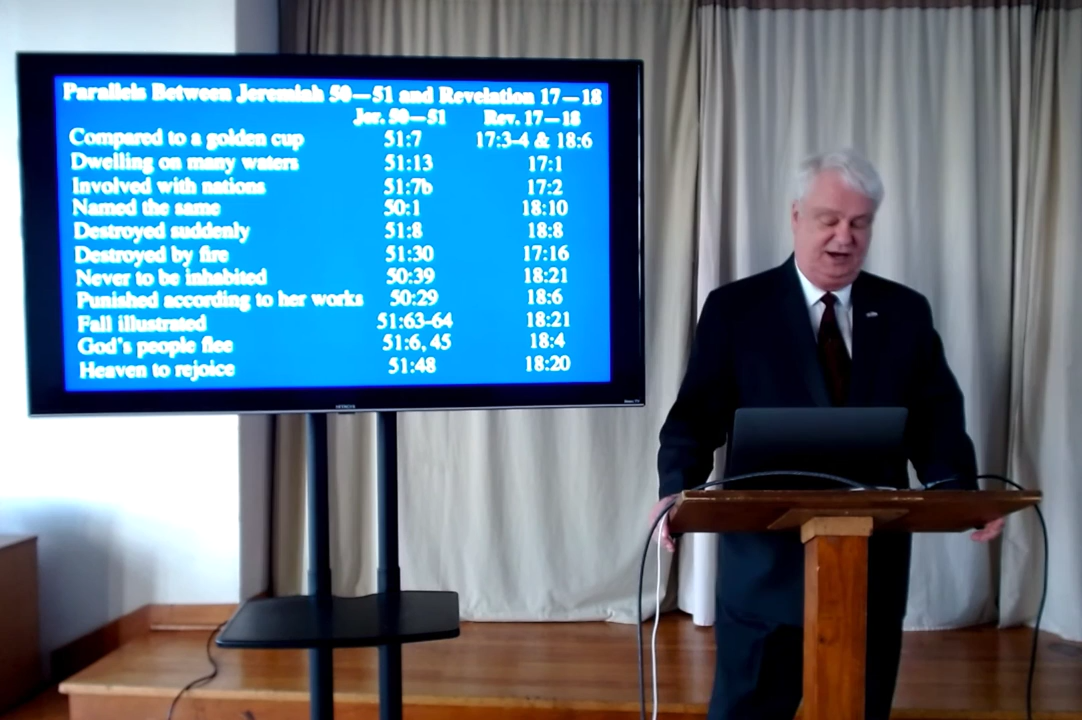 Parallels Between Jeremiah 50—51 and Revelation 17—18
Jer. 50—51 Rev. 17—18
Compared to a golden cup 51:7 17:3-4 & 18:6
Dwelling on many waters 51:13 17:1
Involved with nations 51:7b 17:2
Named the same 50:1 18:10
Destroyed suddenly 51:8 18:8
Destroyed by fire 51:30 17:16
Never to be inhabited 50:39 18:21
Punished according to her works 50:29 18:6
Fall illustrated 51:63-64 18:21
God's people flee 51:6, 45 18:4
Heaven to rejoice 51:48 18:20
HITACHI